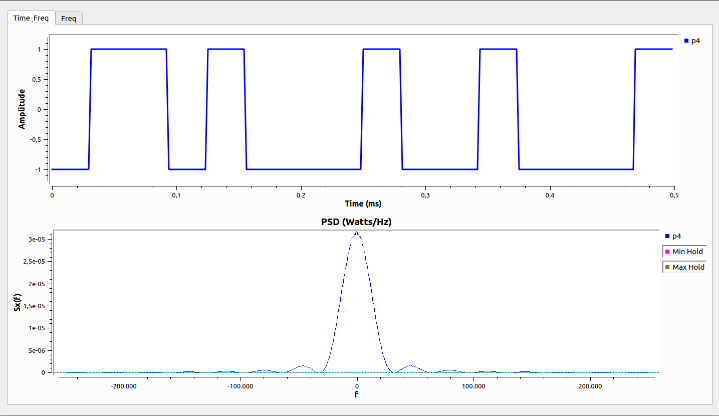 Time_Freq Freq
p4
1
0,5
0
-0,5
-1
Amplitude
0 0,1 0,2 0,3 0,4 0,5
Time (ms)
PSD (Watts/Hz)
p4
Min Hold
Max Hold
3e-05
2,5e-05
2e-05
1,5e-05
1e-05
5e-06
0
Sx(f)
-200.000 -100.000 0 100.000 200.000
f